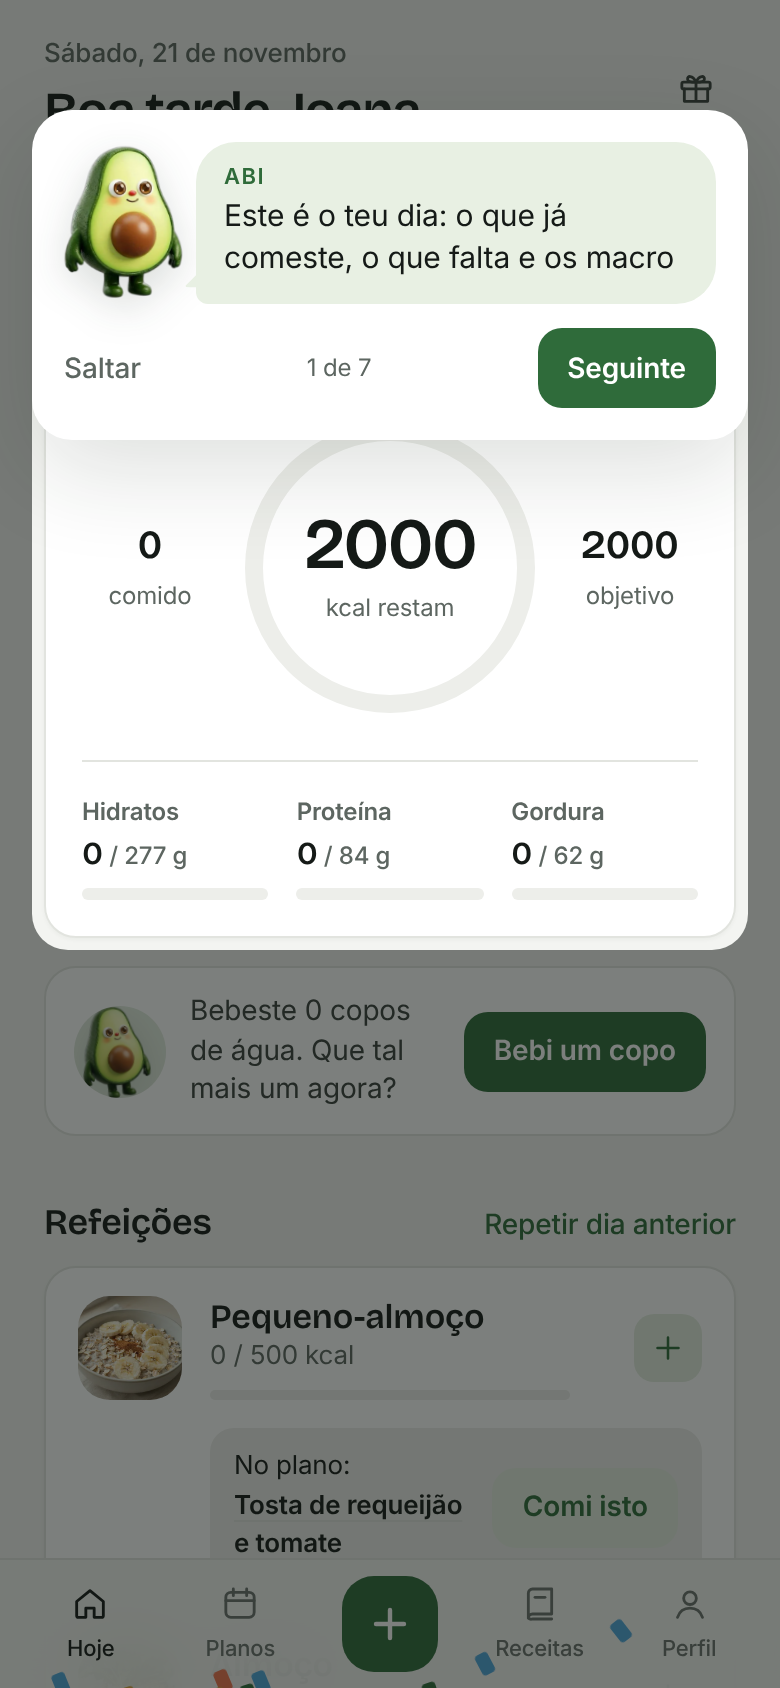 Sábado, 21 de novembro
Boa tarde, Joana
ABI
Este é o teu dia: o que já
comeste, o que falta e os macro
Saltar
1 de 7
Seguinte
0
comido
2000
kcal restam
2000
objetivo
Hidratos
0 / 277 g
Proteína
0 / 84 g
Gordura
0 / 62 g
Bebeste 0 copos
de água. Que tal
mais um agora?
Bebi um copo
Refeições
Repetir dia anterior
Pequeno-almoço
0 / 500 kcal
No plano:
Tosta de requeijão
e tomate
Comi isto
Hoje
Planos
Receitas
Perfil